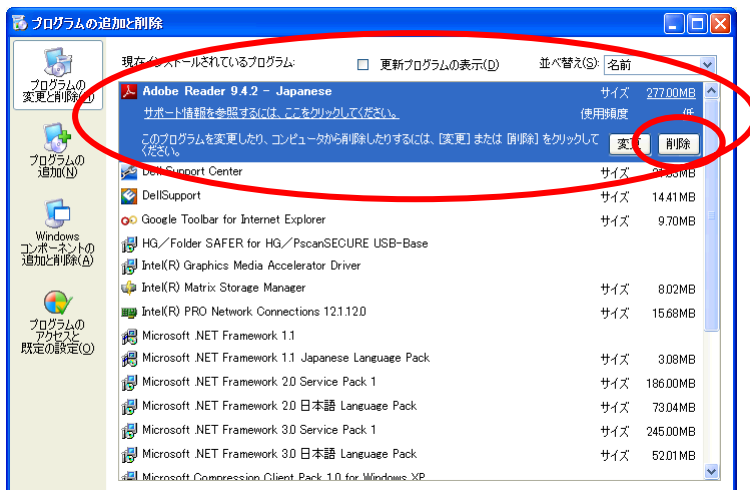 プログラムの追加と削除
プログラムの
変更と削除(H)
プログラムの
追加(N)
Windows
コンポーネントの
追加と削除(A)
プログラムの
アクセスと
既定の設定(O)
現在インストールされているプログラム:
更新プログラムの表示(D)
並べ替え(S): 名前
Adobe Reader 9.4.2 - Japanese サイズ 277.00MB
サポート情報を参照するには、ここをクリックしてください。 使用頻度 低
このプログラムを変更したり、コンピュータから削除したりするには、[変更] または [削除] をクリックして
ください。
変更 削除
Dell Support Center サイズ
DellSupport サイズ 14.41MB
Google Toolbar for Internet Explorer サイズ 9.70MB
HG/Folder SAFER for HG/PscanSECURE USB-Base
Intel(R) Graphics Media Accelerator Driver
Intel(R) Matrix Storage Manager サイズ 8.02MB
Intel(R) PRO Network Connections 12.1.12.0 サイズ 15.68MB
Microsoft .NET Framework 1.1
Microsoft .NET Framework 1.1 Japanese Language Pack サイズ 3.08MB
Microsoft .NET Framework 2.0 Service Pack 1 サイズ 186.00MB
Microsoft .NET Framework 2.0 日本語 Language Pack サイズ 73.04MB
Microsoft .NET Framework 3.0 Service Pack 1 サイズ 245.00MB
Microsoft .NET Framework 3.0 日本語 Language Pack サイズ 52.01MB
Microsoft Compression Client Pack 1.0 for Windows XP